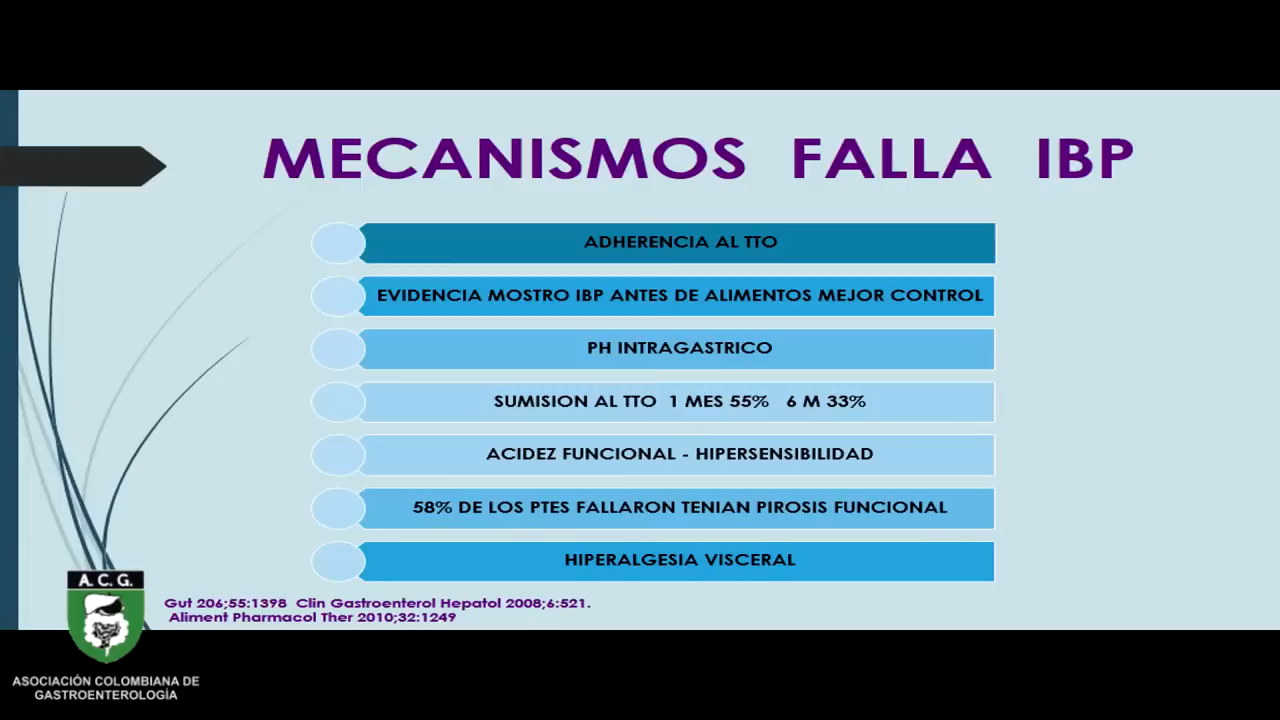 MECANISMOS FALLA IBP
ADHERENCIA AL TTO
EVIDENCIA MOSTRO IBP ANTES DE ALIMENTOS MEJOR CONTROL
PH INTRAGASTRICO
SUMISION AL TTO 1 MES 55% 6 M 33%
ACIDEZ FUNCIONAL - HIPERSENSIBILIDAD
58% DE LOS PTES FALLARON TENIAN PIROSIS FUNCIONAL
HIPERALGESIA VISCERAL
Gut 206;55:1398 Clin Gastroenterol Hepatol 2008;6:521.
Aliment Pharmacol Ther 2010;32:1249
A. C. G.
ASOCIACIÓN COLOMBIANA DE
GASTROENTEROLOGÍA